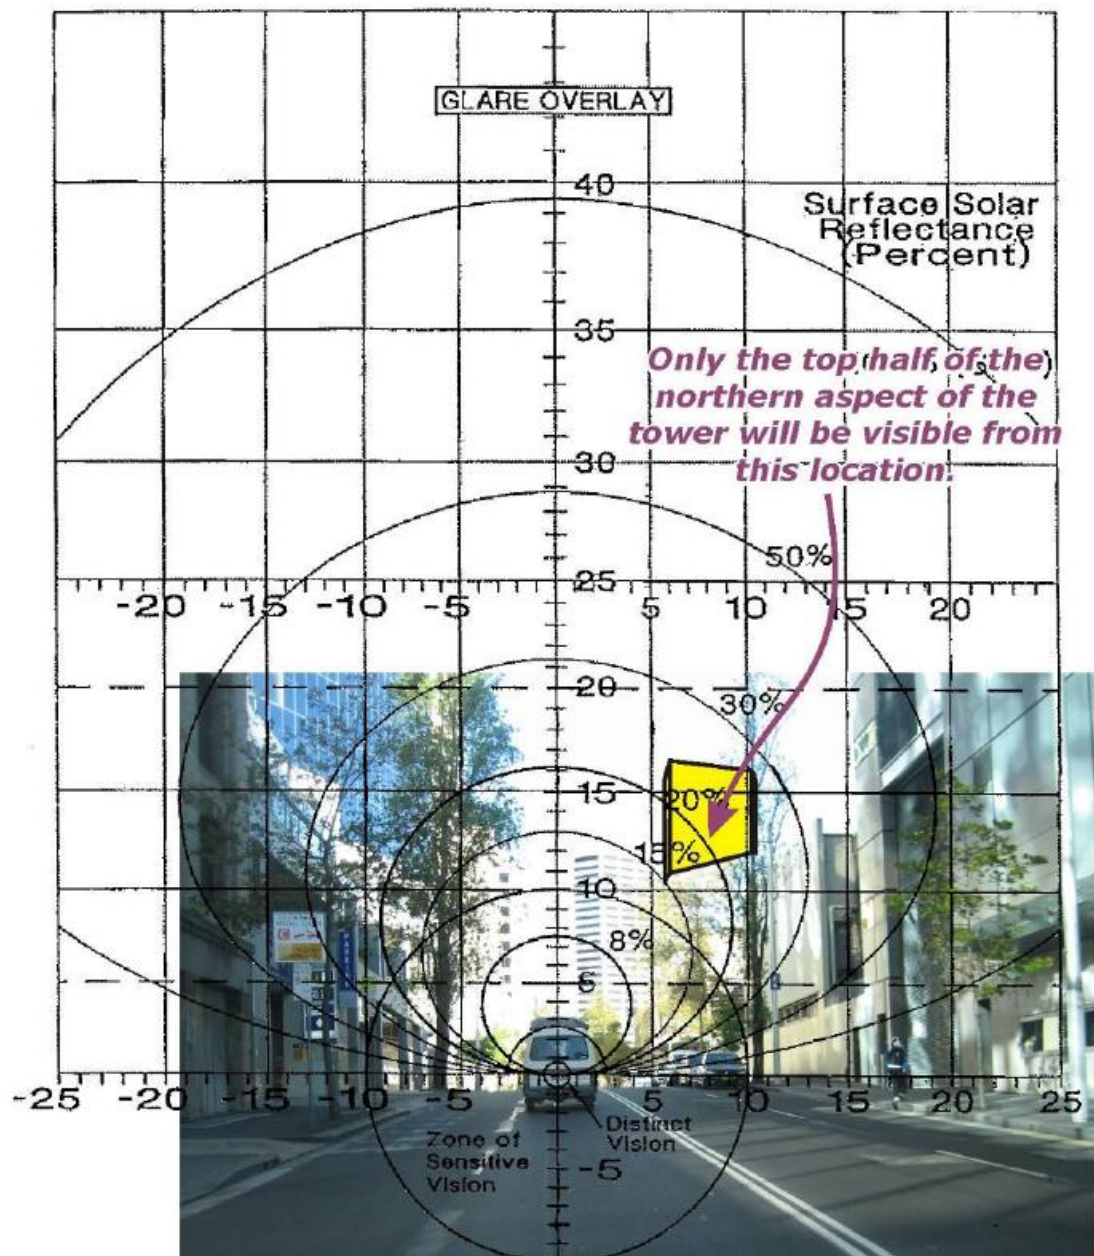 GLARE OVERLAY
40
Surface Solar
Reflectance
(Percent)
35
Only the top half of the
northern aspect of the
tower will be visible from
this location.
30
50%
25
-20 -15 -10 -5 5 10 15 20
20
30%
15
20%
15%
10
8%
5
-25 -20 -15 -10 -5 5 10 15 20 25
Distinct
Vision
Zone of
Sensitive
Vision
-5